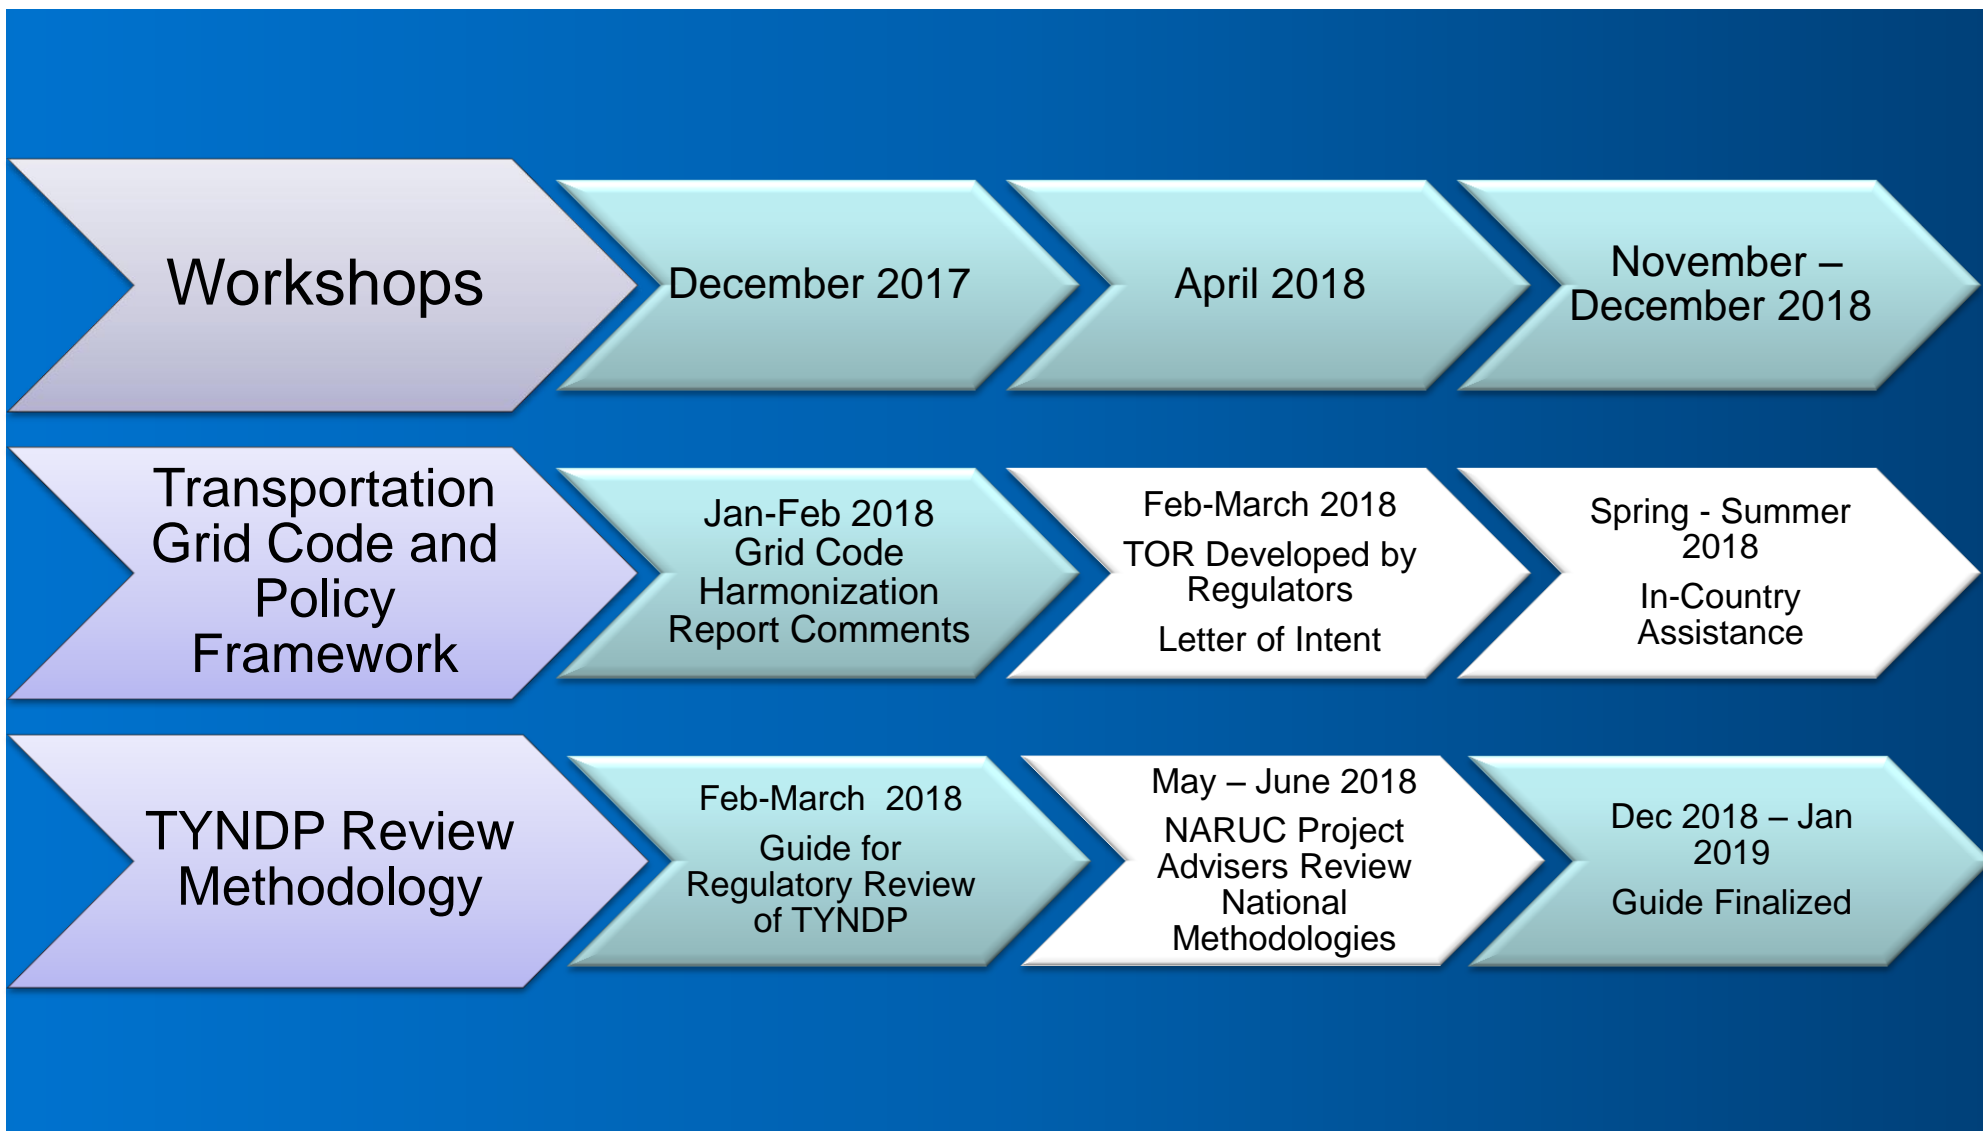 Workshops
December 2017
April 2018
November –
December 2018
Transportation
Grid Code and
Policy
Framework
Jan-Feb 2018
Grid Code
Harmonization
Report Comments
Feb-March 2018
TOR Developed by
Regulators
Letter of Intent
Spring - Summer
2018
In-Country
Assistance
TYNDP Review
Methodology
Feb-March  2018
Guide for
Regulatory Review
of TYNDP
May – June 2018
NARUC Project
Advisers Review
National
Methodologies
Dec 2018 – Jan
2019
Guide Finalized